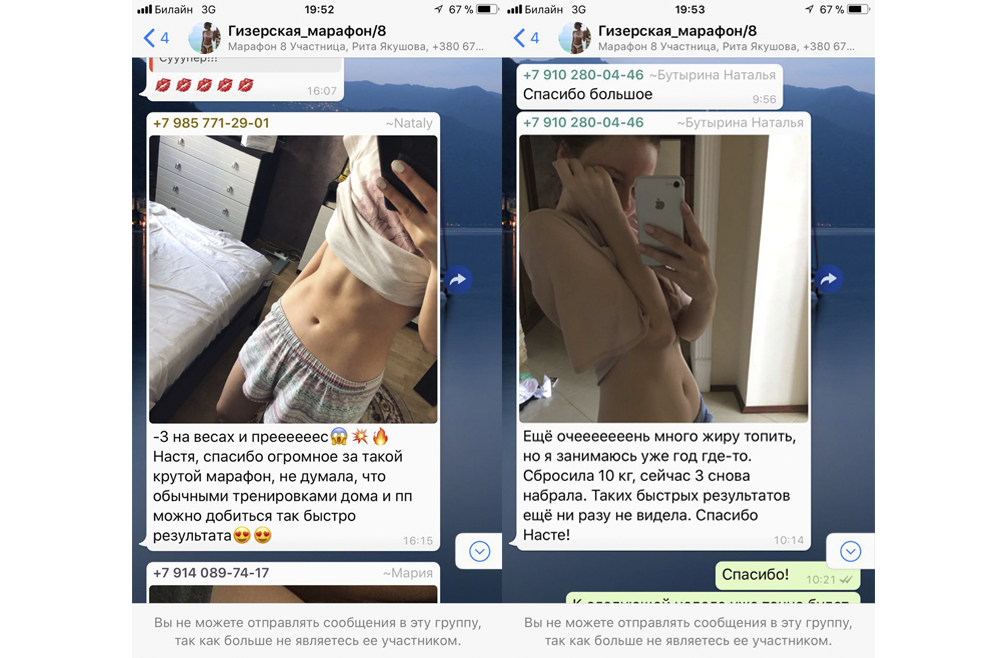 Билайн 3G 19:52 67 %
4 Гизерская_марафон/8
Марафон 8 Участница, Рита Якушова, +380 67...
Сууупер!!!
16:07
+7 985 771-29-01 ~Nataly
-3 на весах и прееееeeс
Настя, спасибо огромное за такой
крутой марафон, не думала, что
обычными тренировками дома и пп
можно добиться так быстро
результата
16:15
+7 914 089-74-17 ~Мария
Вы не можете отправлять сообщения в эту группу,
так как больше не являетесь ее участником.
Билайн 3G 19:53 67 %
4 Гизерская_марафон/8
Марафон 8 Участница, Рита Якушова, +380 67...
+7 910 280-04-46 ~Бутырина Наталья
Спасибо большое
9:56
+7 910 280-04-46 ~Бутырина Наталья
Ещё очееееееень много жиру топить,
но я занимаюсь уже год где-то.
Сбросила 10 кг, сейчас 3 снова
набрала. Таких быстрых результатов
ещё ни разу не видела. Спасибо
Насте!
10:14
Спасибо!
10:21
Вы не можете отправлять сообщения в эту группу,
так как больше не являетесь ее участником.